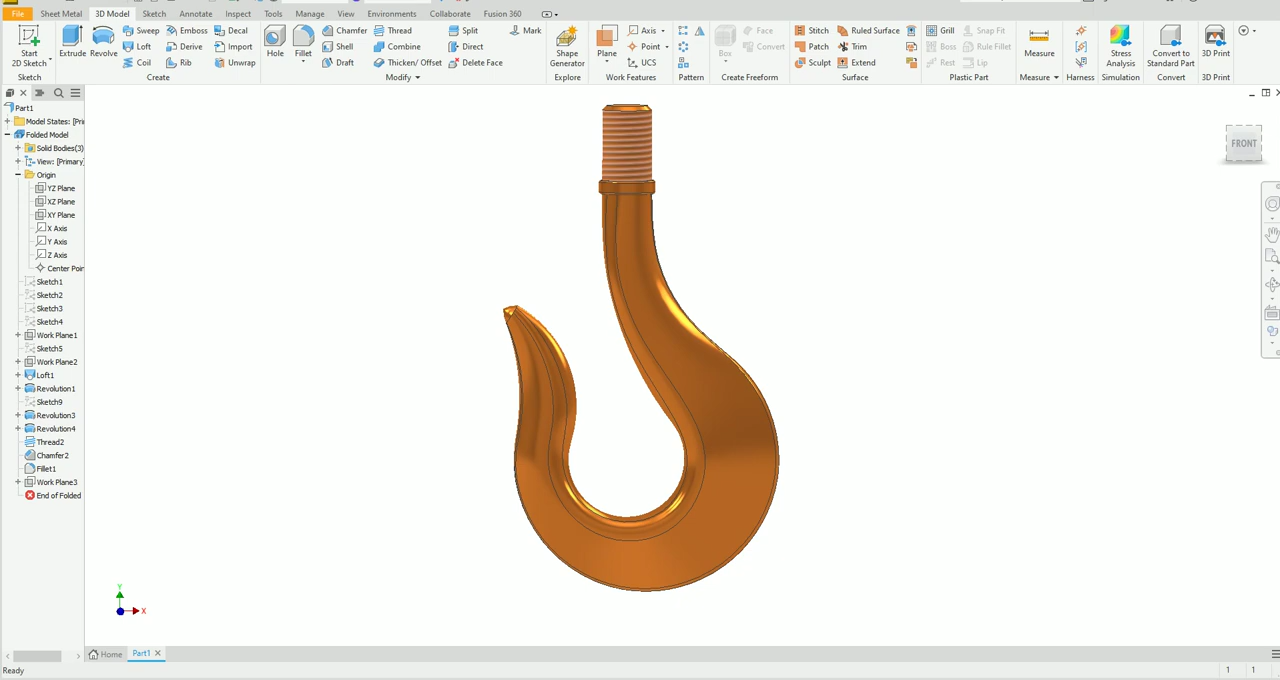 File Sheet Metal 3D Model Sketch Annotate Inspect Tools Manage View Environments Collaborate Fusion 360
Start
2D Sketch
Sketch
Extrude
Revolve
Sweep
Loft
Coil
Emboss
Derive
Rib
Decal
Import
Unwrap
Create
Hole
Fillet
Chamfer
Shell
Draft
Thread
Combine
Thicken/ Offset
Split
Direct
Delete Face
Mark
Modify
Shape
Generator
Explore
Plane
Axis
Point
UCS
Work Features
Pattern
Box
Face
Convert
Create Freeform
Stitch
Patch
Sculpt
Ruled Surface
Trim
Extend
Surface
Grill
Boss
Rest
Snap Fit
Rule Fillet
Lip
Plastic Part
Measure
Measure
Harness
Stress
Analysis
Simulation
Convert to
Standard Part
Convert
3D Print
3D Print
Part1
Model States: [Pri
Folded Model
Solid Bodies(3)
View: [Primary
Origin
YZ Plane
XZ Plane
XY Plane
X Axis
Y Axis
Z Axis
Center Poin
Sketch1
Sketch2
Sketch3
Sketch4
Work Plane1
Sketch5
Work Plane2
Loft1
Revolution1
Sketch9
Revolution3
Revolution4
Thread2
Chamfer2
Fillet1
Work Plane3
End of Folded
FRONT
Y
X
Home Part1
Ready 1 1